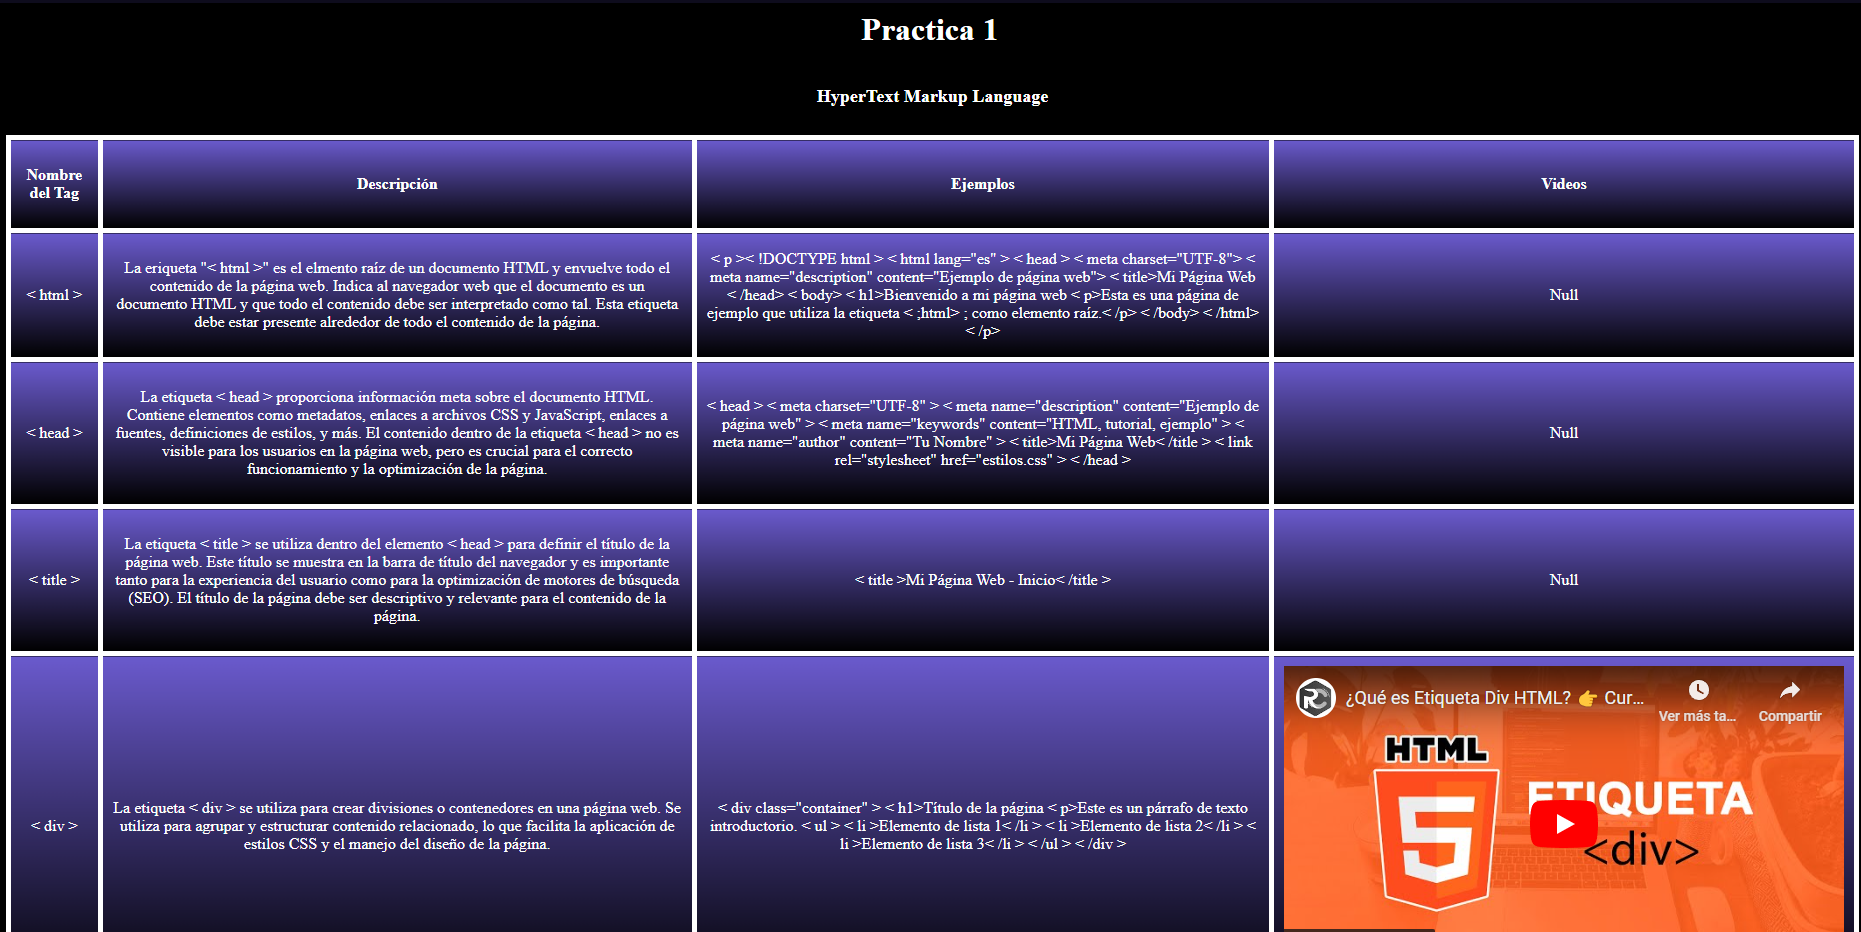 Practica 1
HyperText Markup Language
Nombre
del Tag
Descripción
Ejemplos
Videos
< html >
La eriqueta "< html >" es el elmento raíz de un documento HTML y envuelve todo el
contenido de la página web. Indica al navegador web que el documento es un
documento HTML y que todo el contenido debe ser interpretado como tal. Esta etiqueta
debe estar presente alrededor de todo el contenido de la página.
< p >< !DOCTYPE html > < html lang="es" > < head > < meta charset="UTF-8"> <
meta name="description" content="Ejemplo de página web"> < title>Mi Página Web
< /head> < body> < h1>Bienvenido a mi página web < p>Esta es una página de
ejemplo que utiliza la etiqueta < ;html> ; como elemento raíz.< /p> < /body> < /html>
< /p>
Null
< head >
La etiqueta < head > proporciona información meta sobre el documento HTML.
Contiene elementos como metadatos, enlaces a archivos CSS y JavaScript, enlaces a
fuentes, definiciones de estilos, y más. El contenido dentro de la etiqueta < head > no es
visible para los usuarios en la página web, pero es crucial para el correcto
funcionamiento y la optimización de la página.
< head > < meta charset="UTF-8" > < meta name="description" content="Ejemplo de
página web" > < meta name="keywords" content="HTML, tutorial, ejemplo" > <
meta name="author" content="Tu Nombre" > < title>Mi Página Web< /title > < link
rel="stylesheet" href="estilos.css" > < /head >
Null
< title >
La etiqueta < title > se utiliza dentro del elemento < head > para definir el título de la
página web. Este título se muestra en la barra de título del navegador y es importante
tanto para la experiencia del usuario como para la optimización de motores de búsqueda
(SEO). El título de la página debe ser descriptivo y relevante para el contenido de la
página.
< title >Mi Página Web - Inicio< /title >
Null
< div >
La etiqueta < div > se utiliza para crear divisiones o contenedores en una página web. Se
utiliza para agrupar y estructurar contenido relacionado, lo que facilita la aplicación de
estilos CSS y el manejo del diseño de la página.
< div class="container" > < h1>Título de la página < p>Este es un párrafo de texto
introductorio. < ul > < li >Elemento de lista 1< /li > < li >Elemento de lista 2< /li > <
li >Elemento de lista 3< /li > < /ul > < /div >
¿Qué es Etiqueta Div HTML? 👉 Cur...
Ver más ta...
Compartir
HTML
5
ETIQUETA
<div>